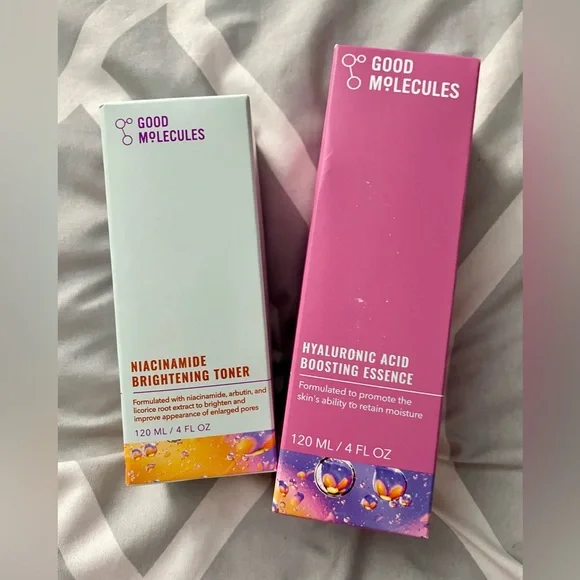 GOOD
MOLECULES
NIACINAMIDE
BRIGHTENING TONER
Formulated with niacinamide, arbutin, and
licorice root extract to brighten and
improve appearance of enlarged pores
120 ML / 4 FL OZ
GOOD
MOLECULES
HYALURONIC ACID
BOOSTING ESSENCE
Formulated to promote the
skin's ability to retain moisture
120 ML / 4 FL OZ